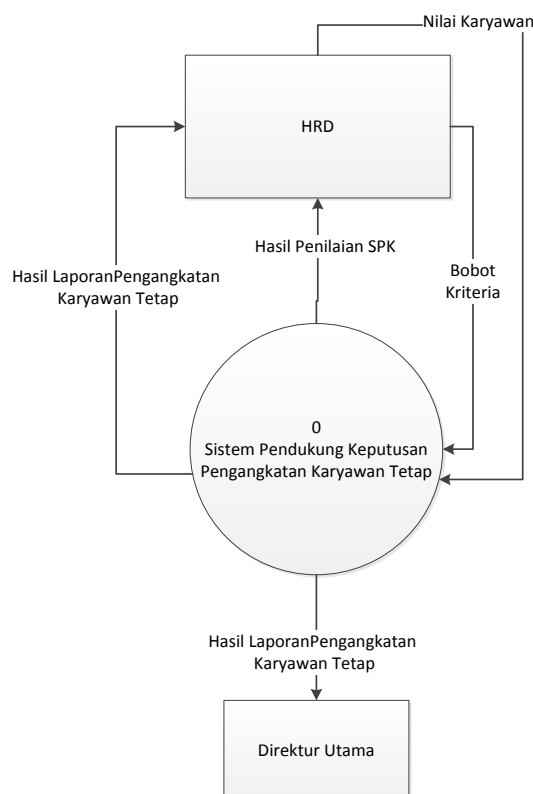 Nilai Karyawan
HRD
Hasil Penilaian SPK
Bobot
Kriteria
Hasil LaporanPengangkatan
Karyawan Tetap
0
Sistem Pendukung Keputusan
Pengangkatan Karyawan Tetap
Hasil LaporanPengangkatan
Karyawan Tetap
Direktur Utama